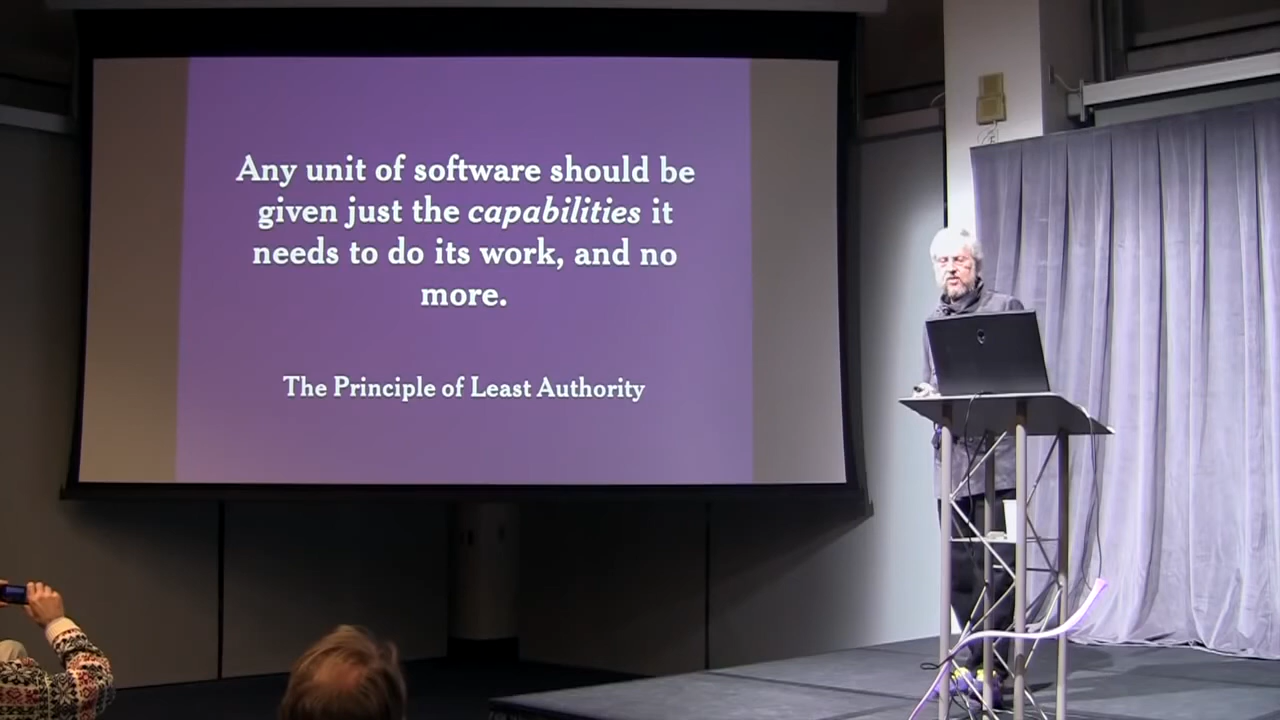 Any unit of software should be
given just the capabilities it
needs to do its work, and no
more.
The Principle of Least Authority